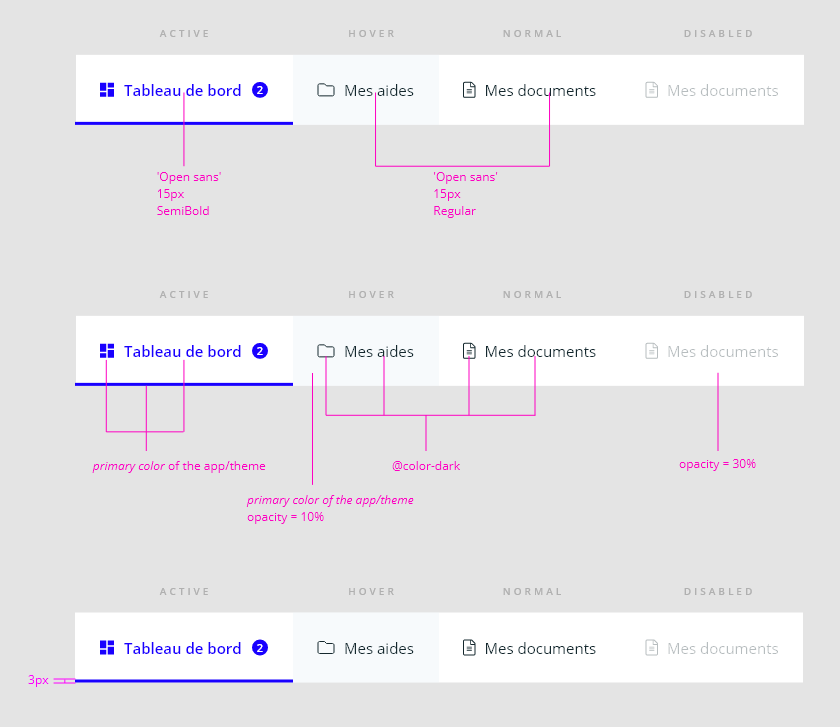 ACTIVE HOVER NORMAL DISABLED
Tableau de bord 2 Mes aides Mes documents Mes documents
'Open sans' 'Open sans'
15px 15px
SemiBold Regular
ACTIVE HOVER NORMAL DISABLED
Tableau de bord 2 Mes aides Mes documents Mes documents
primary color of the app/theme @color-dark opacity = 30%
primary color of the app/theme
opacity = 10%
ACTIVE HOVER NORMAL DISABLED
Tableau de bord 2 Mes aides Mes documents Mes documents
3px